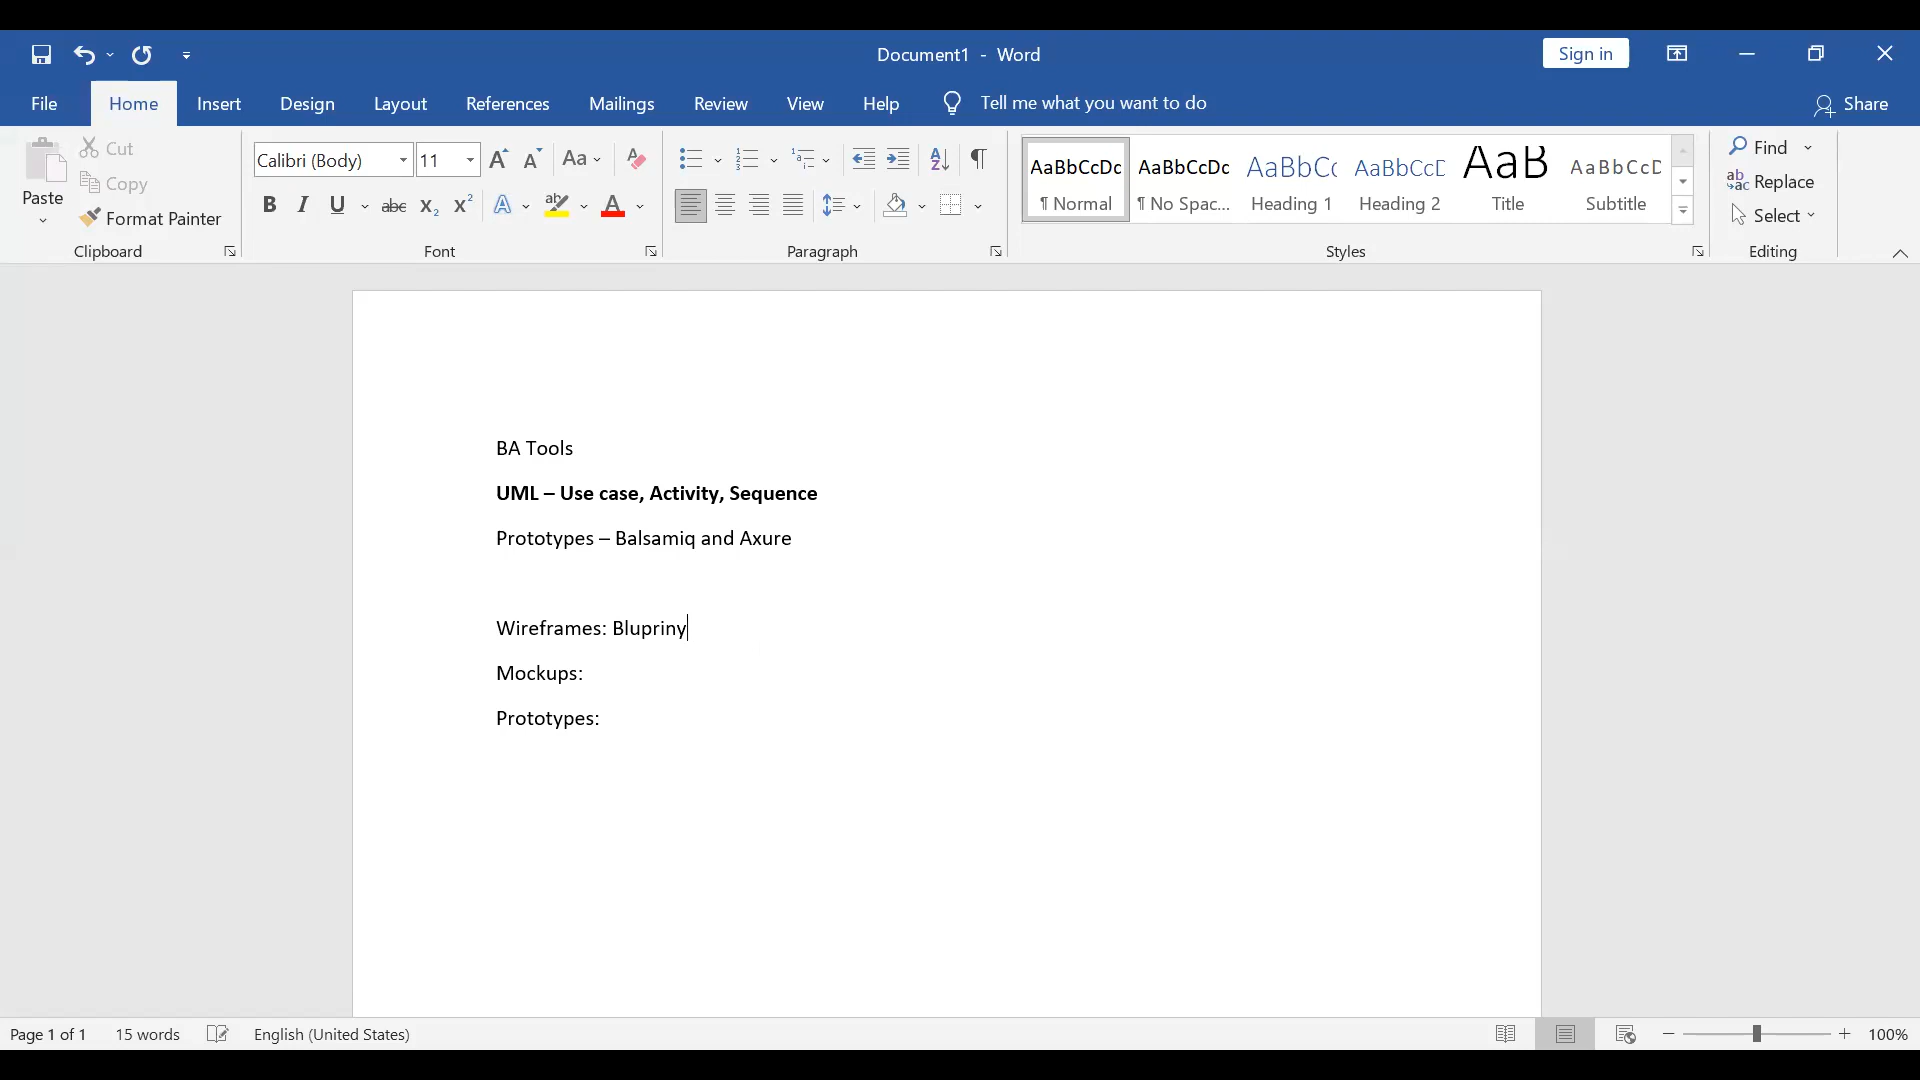 Document1 - Word
Sign in
File Home Insert Design Layout References Mailings Review View Help Tell me what you want to do Share
Paste
Cut
Copy
Format Painter
Clipboard
Calibri (Body) 11
Font
Paragraph
AaBbCcDc AaBbCcDc AaBbCc AaBbCcD AaB AaBbCcD
¶ Normal ¶ No Spac... Heading 1 Heading 2 Title Subtitle
Styles
Find
Replace
Select
Editing
BA Tools
UML – Use case, Activity, Sequence
Prototypes – Balsamiq and Axure
Wireframes: Blupriny
Mockups:
Prototypes:
Page 1 of 1 15 words English (United States) 100%